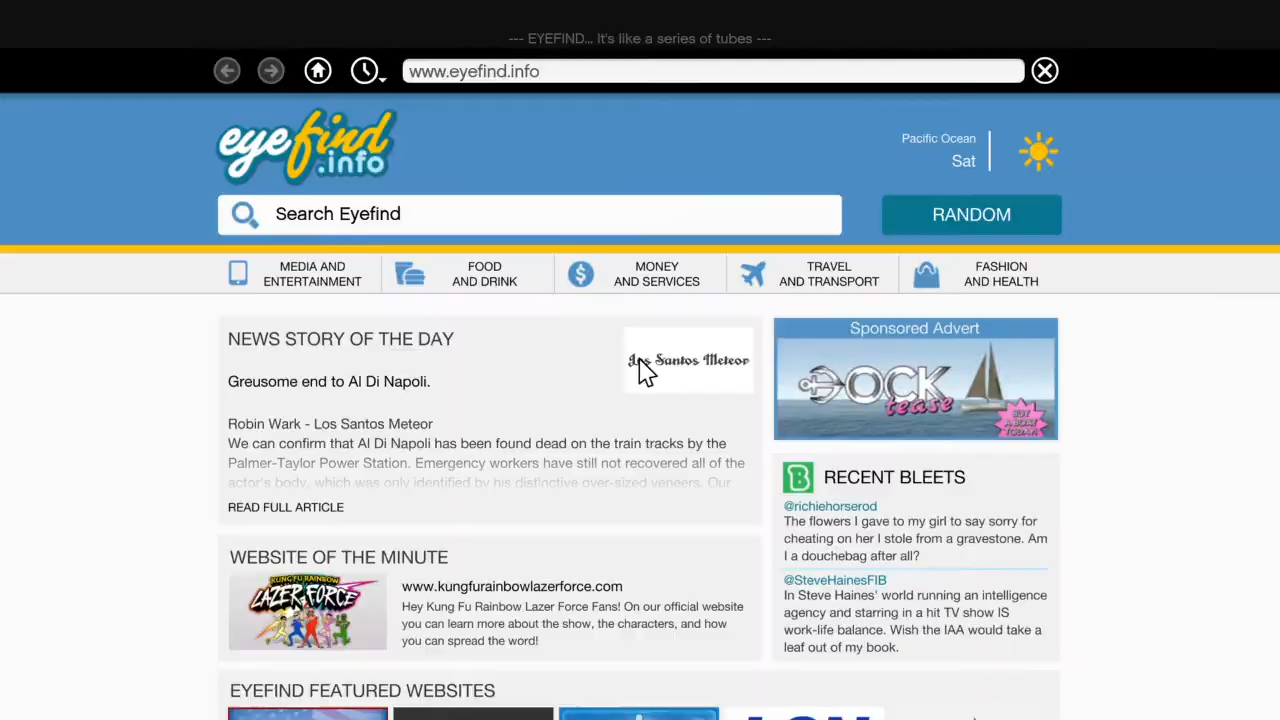 --- EYEFIND... It's like a series of tubes ---
www.eyefind.info
eyefind
.info
Pacific Ocean
Sat
Search Eyefind
RANDOM
MEDIA AND
ENTERTAINMENT
FOOD
AND DRINK
MONEY
AND SERVICES
TRAVEL
AND TRANSPORT
FASHION
AND HEALTH
NEWS STORY OF THE DAY
Los Santos Meteor
Greusome end to Al Di Napoli.
Robin Wark - Los Santos Meteor
We can confirm that Al Di Napoli has been found dead on the train tracks by the
Palmer-Taylor Power Station. Emergency workers have still not recovered all of the
actor's body, which was only identified by his distinctive over-sized veneers. Our
READ FULL ARTICLE
Sponsored Advert
DOCK
tease
BUY
A BOAT
TODAY!
RECENT BLEETS
@richiehorserod
The flowers I gave to my girl to say sorry for
cheating on her I stole from a gravestone. Am
I a douchebag after all?
@SteveHainesFIB
In Steve Haines' world running an intelligence
agency and starring in a hit TV show IS
work-life balance. Wish the IAA would take a
leaf out of my book.
WEBSITE OF THE MINUTE
KUNG FU RAINBOW
LAZER FORCE
www.kungfurainbowlazerforce.com
Hey Kung Fu Rainbow Lazer Force Fans! On our official website
you can learn more about the show, the characters, and how
you can spread the word!
EYEFIND FEATURED WEBSITES